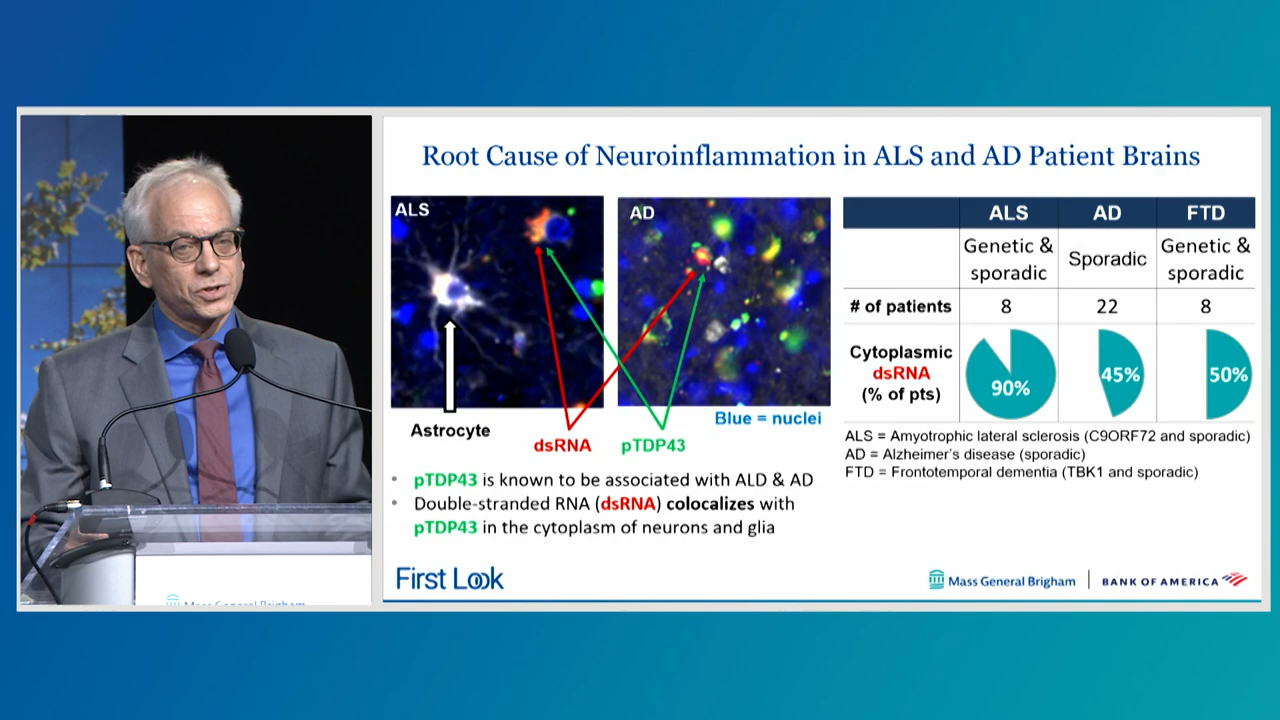 Root Cause of Neuroinflammation in ALS and AD Patient Brains
ALS
AD
Astrocyte
dsRNA
pTDP43
Blue = nuclei
• pTDP43 is known to be associated with ALD & AD
• Double-stranded RNA (dsRNA) colocalizes with
pTDP43 in the cytoplasm of neurons and glia
ALS AD FTD
Genetic & sporadic Sporadic Genetic & sporadic
# of patients 8 22 8
Cytoplasmic
dsRNA
(% of pts)
90% 45% 50%
ALS = Amyotrophic lateral sclerosis (C9ORF72 and sporadic)
AD = Alzheimer's disease (sporadic)
FTD = Frontotemporal dementia (TBK1 and sporadic)
First Look
Mass General Brigham
BANK OF AMERICA
Mass General Brigham